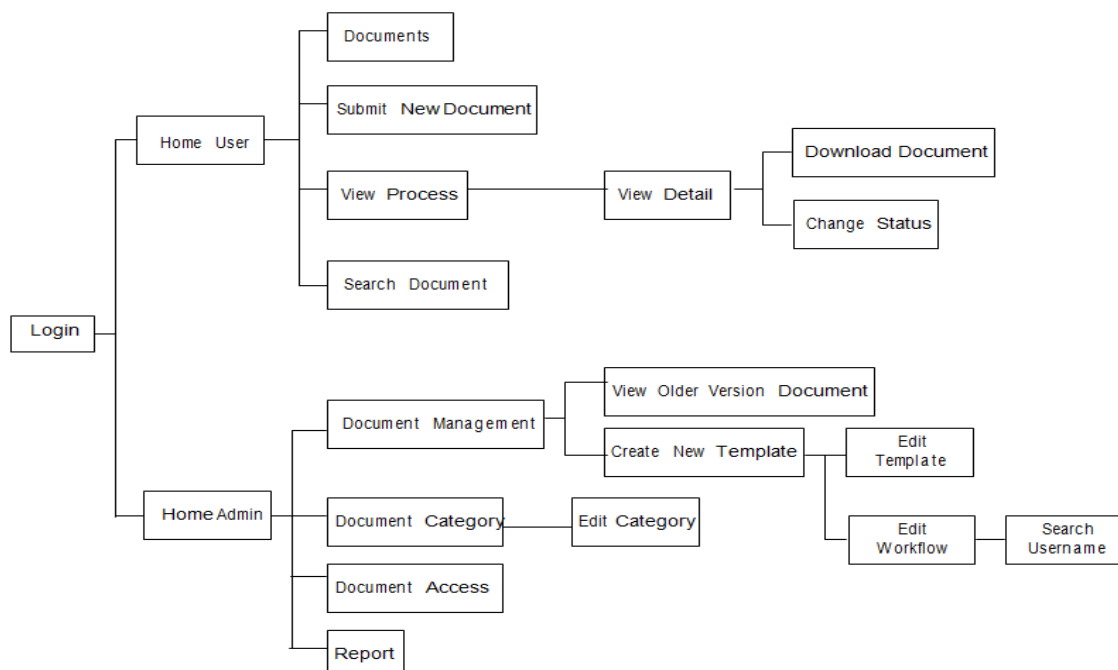 Documents
Submit New Document
Home User
Download Document
View Process
View Detail
Change Status
Search Document
Login
View Older Version Document
Document Management
Create New Template
Edit
Template
Home Admin
Document Category
Edit Category
Edit
Workflow
Search
Username
Document Access
Report